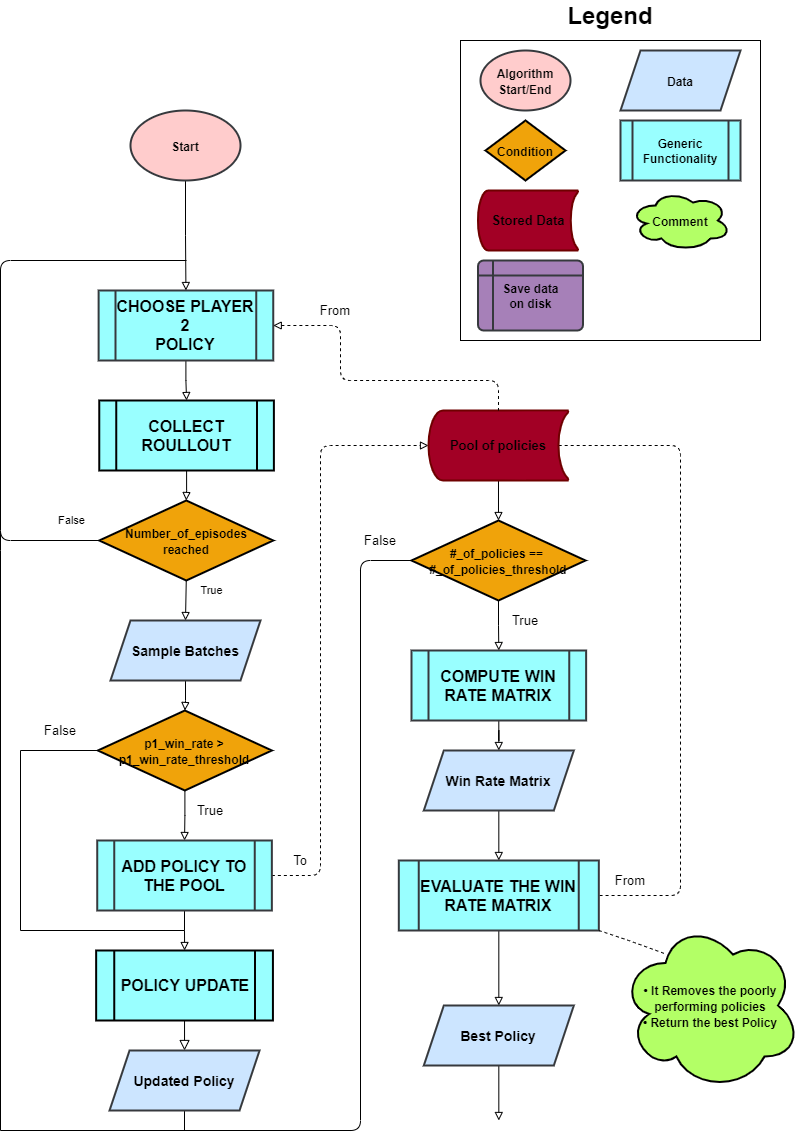 Legend
Algorithm
Start/End
Data
Condition
Generic
Functionality
Stored Data
Comment
Save data
on disk
Start
CHOOSE PLAYER
2
POLICY
From
COLLECT
ROULLOUT
Pool of policies
False
Number_of_episodes
reached
True
False
#_of_policies ==
#_of_policies_threshold
True
Sample Batches
COMPUTE WIN
RATE MATRIX
False
p1_win_rate >
p1_win_rate_threshold
True
Win Rate Matrix
ADD POLICY TO
THE POOL
To
EVALUATE THE WIN
RATE MATRIX
From
POLICY UPDATE
• It Removes the poorly
performing policies
• Return the best Policy
Best Policy
Updated Policy